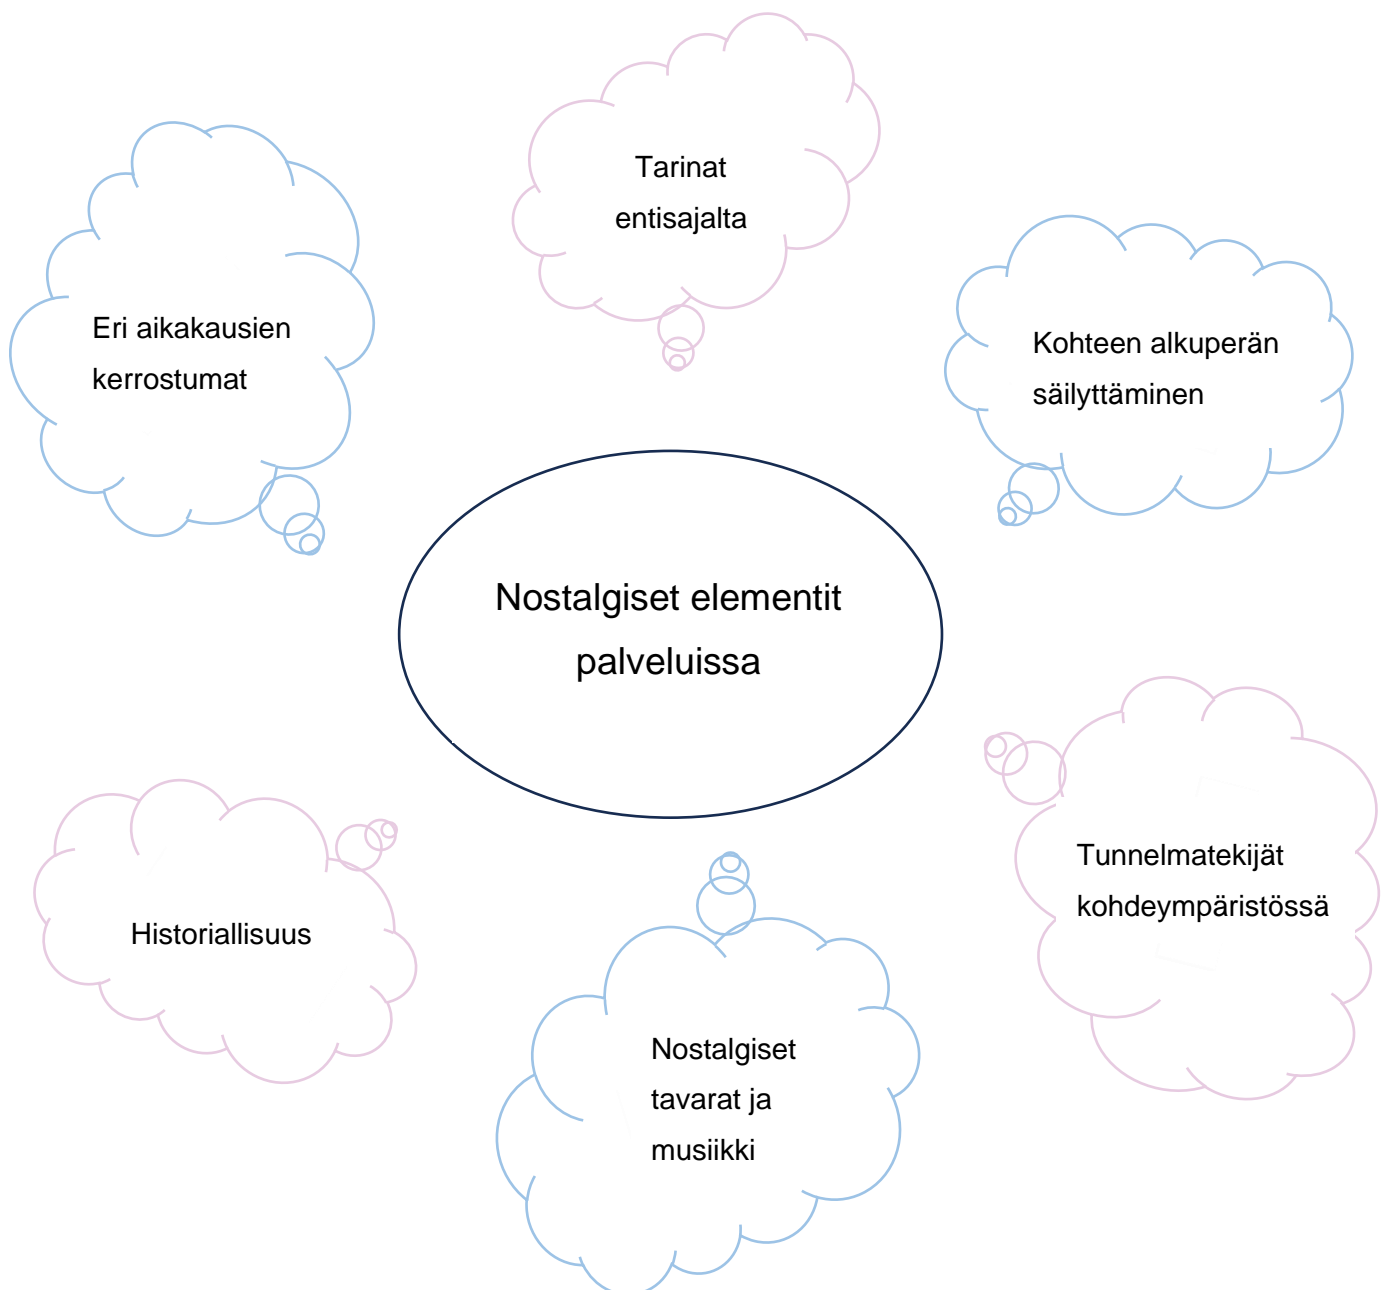 Tarinat
entisajalta
Eri aikakausien
kerrostumat
Kohteen alkuperän
säilyttäminen
Nostalgiset elementit
palveluissa
Tunnelmatekijät
kohdeympäristössä
Historiallisuus
Nostalgiset
tavarat ja
musiikki